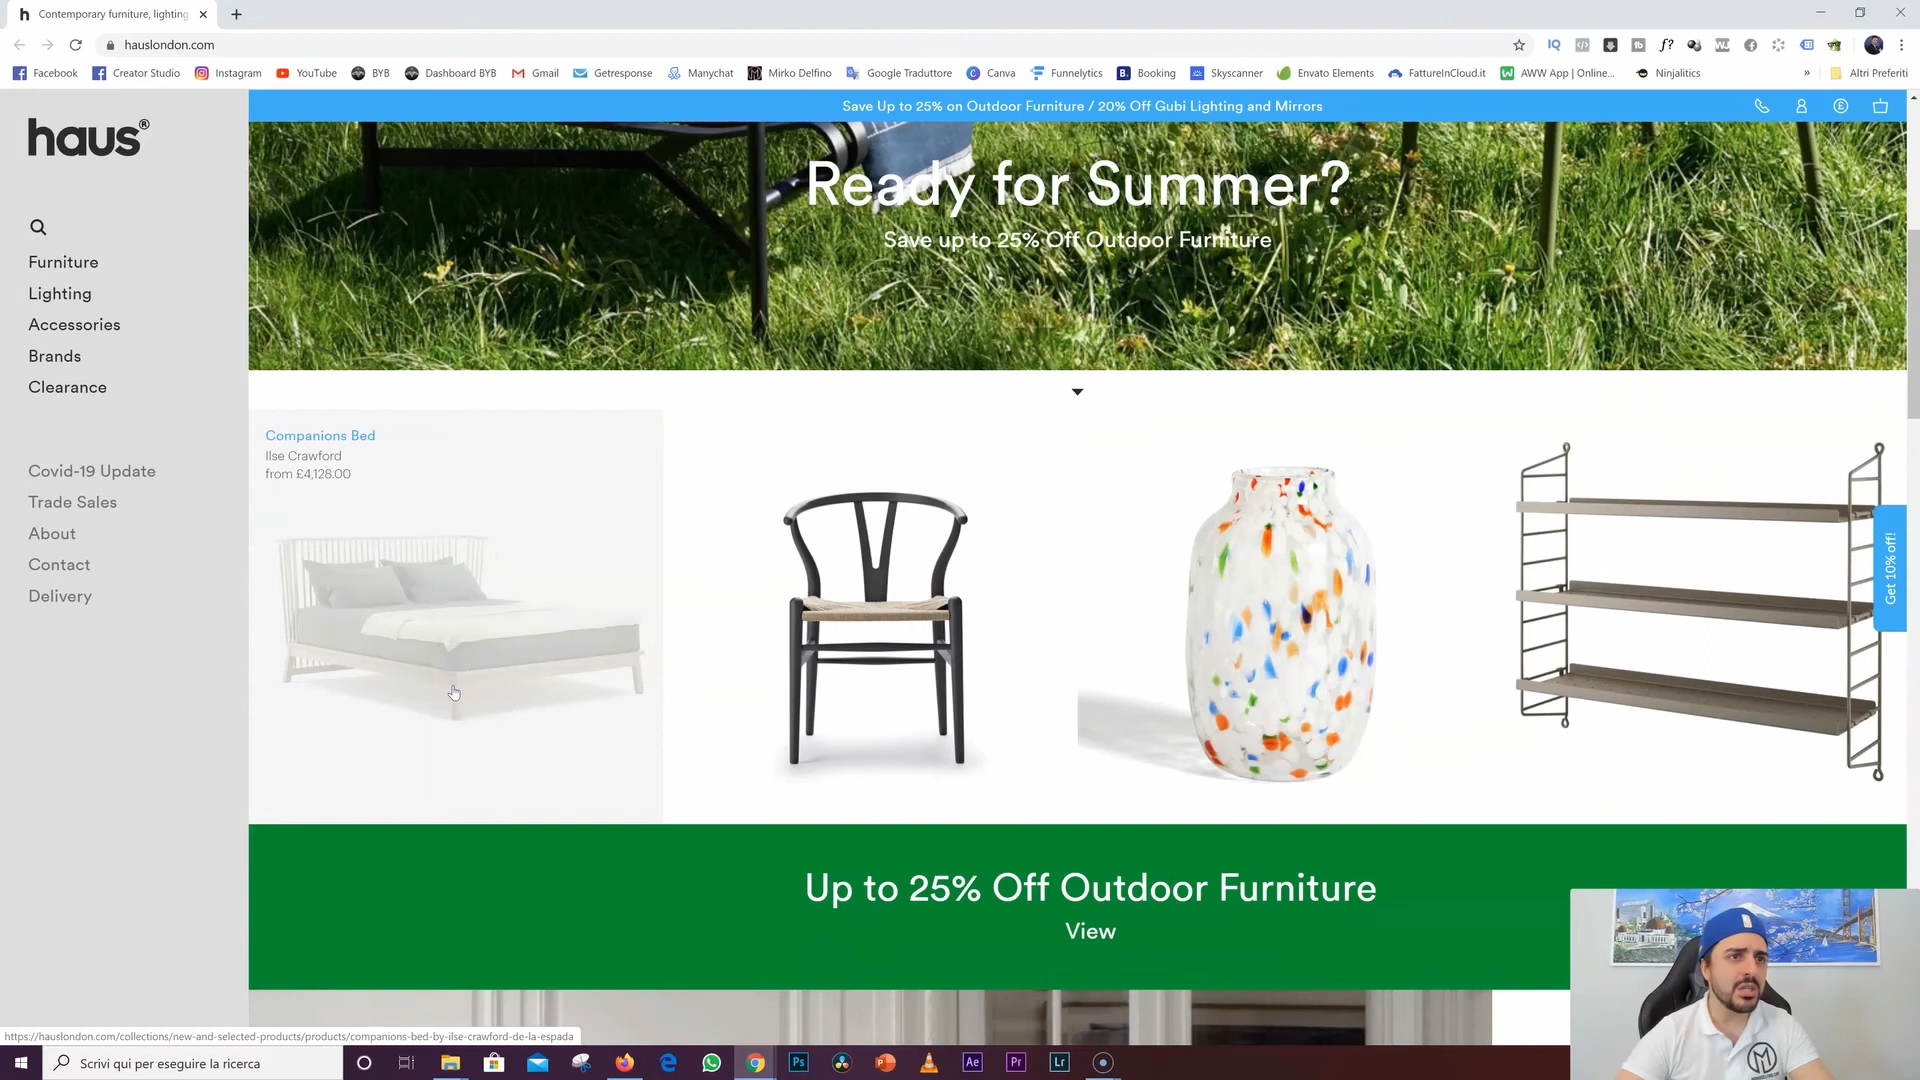 Contemporary furniture, lighting
hauslondon.com
Facebook
Creator Studio
Instagram
YouTube
BYB
Dashboard BYB
Gmail
Getresponse
Manychat
Mirko Delfino
Google Traduttore
Canva
Funnelytics
Booking
Skyscanner
Envato Elements
FattureInCloud.it
AWW App | Online...
Ninjalitics
»
Altri Preferiti
haus®
Save Up to 25% on Outdoor Furniture / 20% Off Gubi Lighting and Mirrors
Furniture
Lighting
Accessories
Brands
Clearance
Covid-19 Update
Trade Sales
About
Contact
Delivery
Ready for Summer?
Save up to 25% Off Outdoor Furniture
Companions Bed
Ilse Crawford
from £4,128.00
Get 10% off!
Up to 25% Off Outdoor Furniture
View
https://hauslondon.com/collections/new-and-selected-products/products/companions-bed-by-ilse-crawford-de-la-espada
Scrivi qui per eseguire la ricerca
Ps
Ae
Pr
Lr